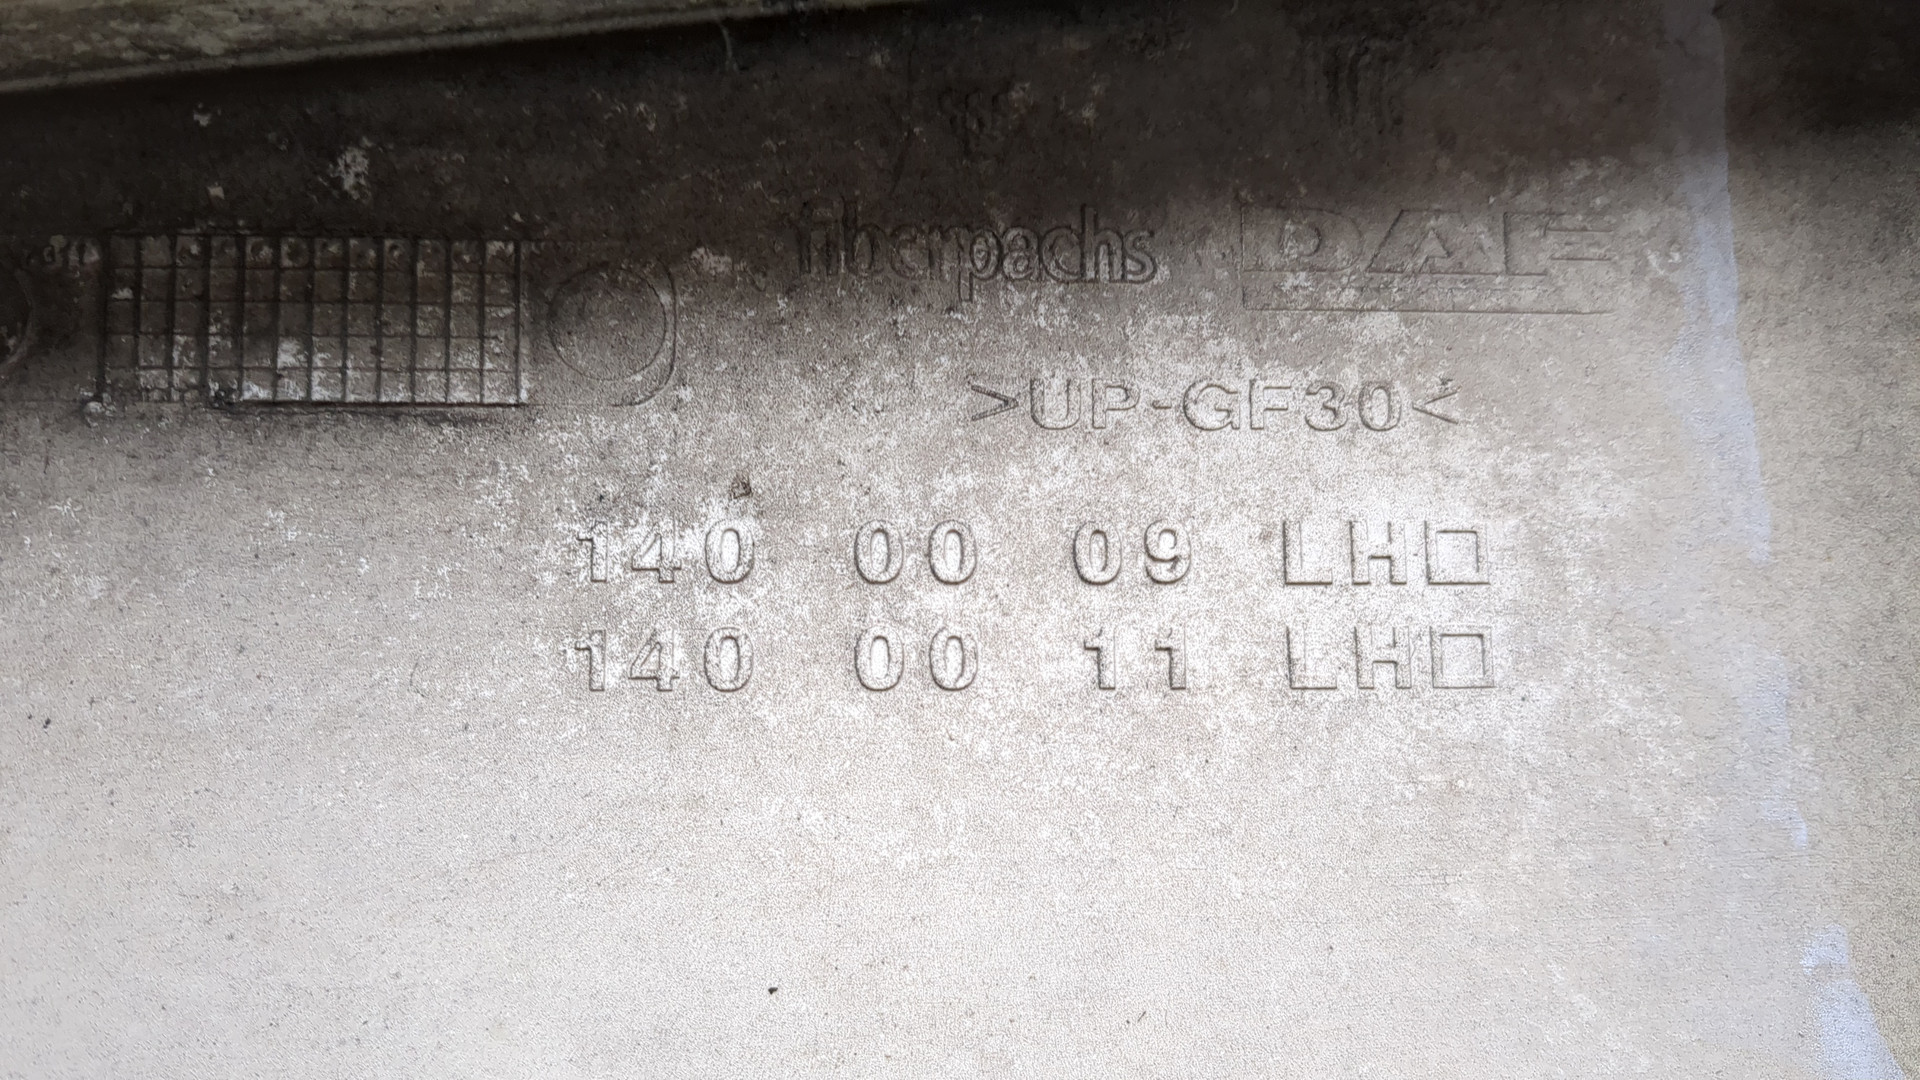 fiberpachs DAF
>UP-GF30<
140 00 09 LH□
140 00 11 LH□